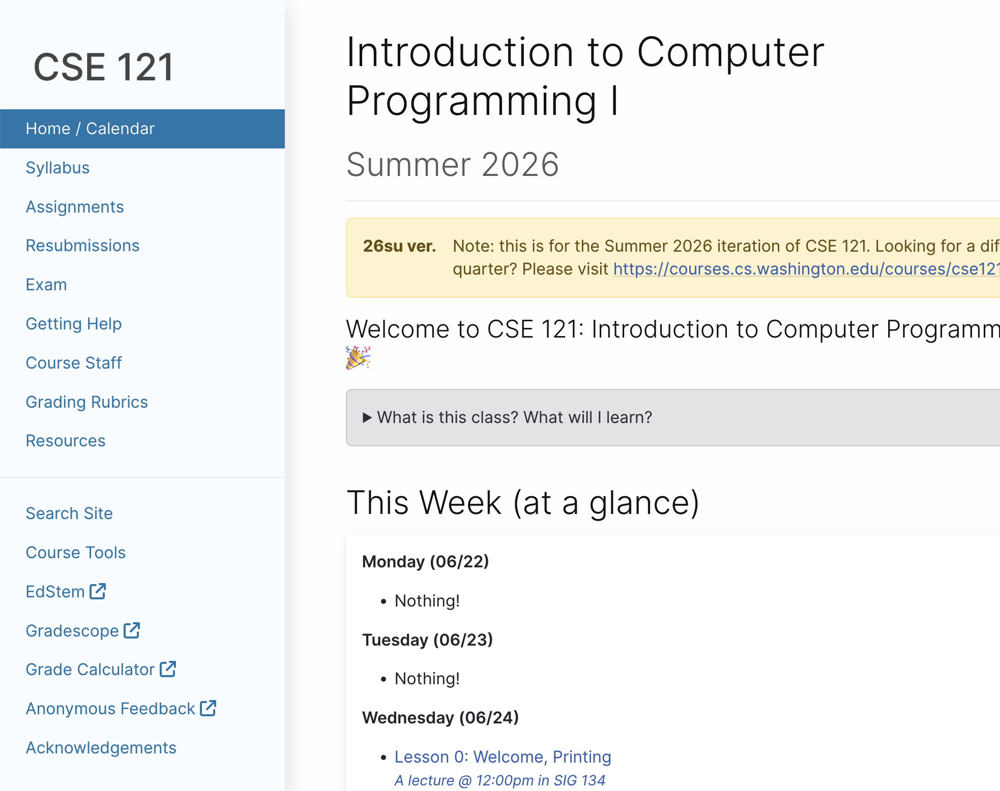 CSE 121
Home / Calendar
Syllabus
Assignments
Resubmissions
Exam
Getting Help
Course Staff
Grading Rubrics
Resources
Search Site
Course Tools
EdStem
Gradescope
Grade Calculator
Anonymous Feedback
Acknowledgements
Introduction to Computer
Programming I
Summer 2026
26su ver. Note: this is for the Summer 2026 iteration of CSE 121. Looking for a dif
quarter? Please visit https://courses.cs.washington.edu/courses/cse121
Welcome to CSE 121: Introduction to Computer Programm
🎉
▶ What is this class? What will I learn?
This Week (at a glance)
Monday (06/22)
• Nothing!
Tuesday (06/23)
• Nothing!
Wednesday (06/24)
• Lesson 0: Welcome, Printing
A lecture @ 12:00pm in SIG 134